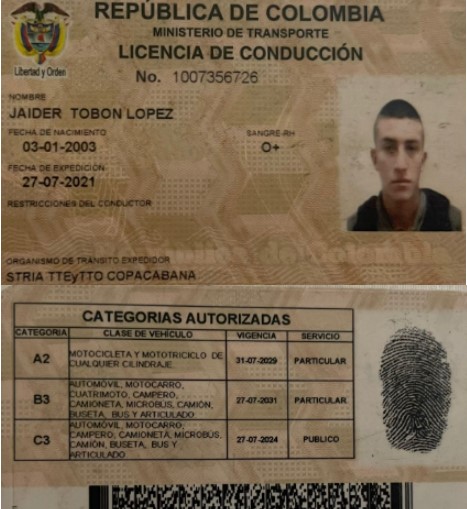 REPÚBLICA DE COLOMBIA
MINISTERIO DE TRANSPORTE
LICENCIA DE CONDUCCIÓN
Libertad y Orden
No. 1007356726
NOMBRE
JAIDER TOBON LOPEZ
FECHA DE NACIMIENTO SANGRE-RH
03-01-2003 O+
FECHA DE EXPEDICIÓN
27-07-2021
RESTRICCIONES DEL CONDUCTOR
ORGANISMO DE TRÁNSITO EXPEDIDOR
STRIA TTEyTTO COPACABANA
CATEGORIAS AUTORIZADAS
CATEGORIA CLASE DE VEHÍCULO VIGENCIA SERVICIO
A2 MOTOCICLETA Y MOTOTRICICLO DE CUALQUIER CILINDRAJE 31-07-2029 PARTICULAR
B3 AUTOMÓVIL, MOTOCARRO, CUATRIMOTO, CAMPERO, CAMIONETA, MICROBUS, CAMIÓN, BUSETA, BUS Y ARTICULADO 27-07-2031 PARTICULAR
C3 AUTOMÓVIL, MOTOCARRO, CAMPERO, CAMIONETA, MICROBÚS, CAMIÓN, BUSETA, BUS Y ARTICULADO 27-07-2024 PUBLICO